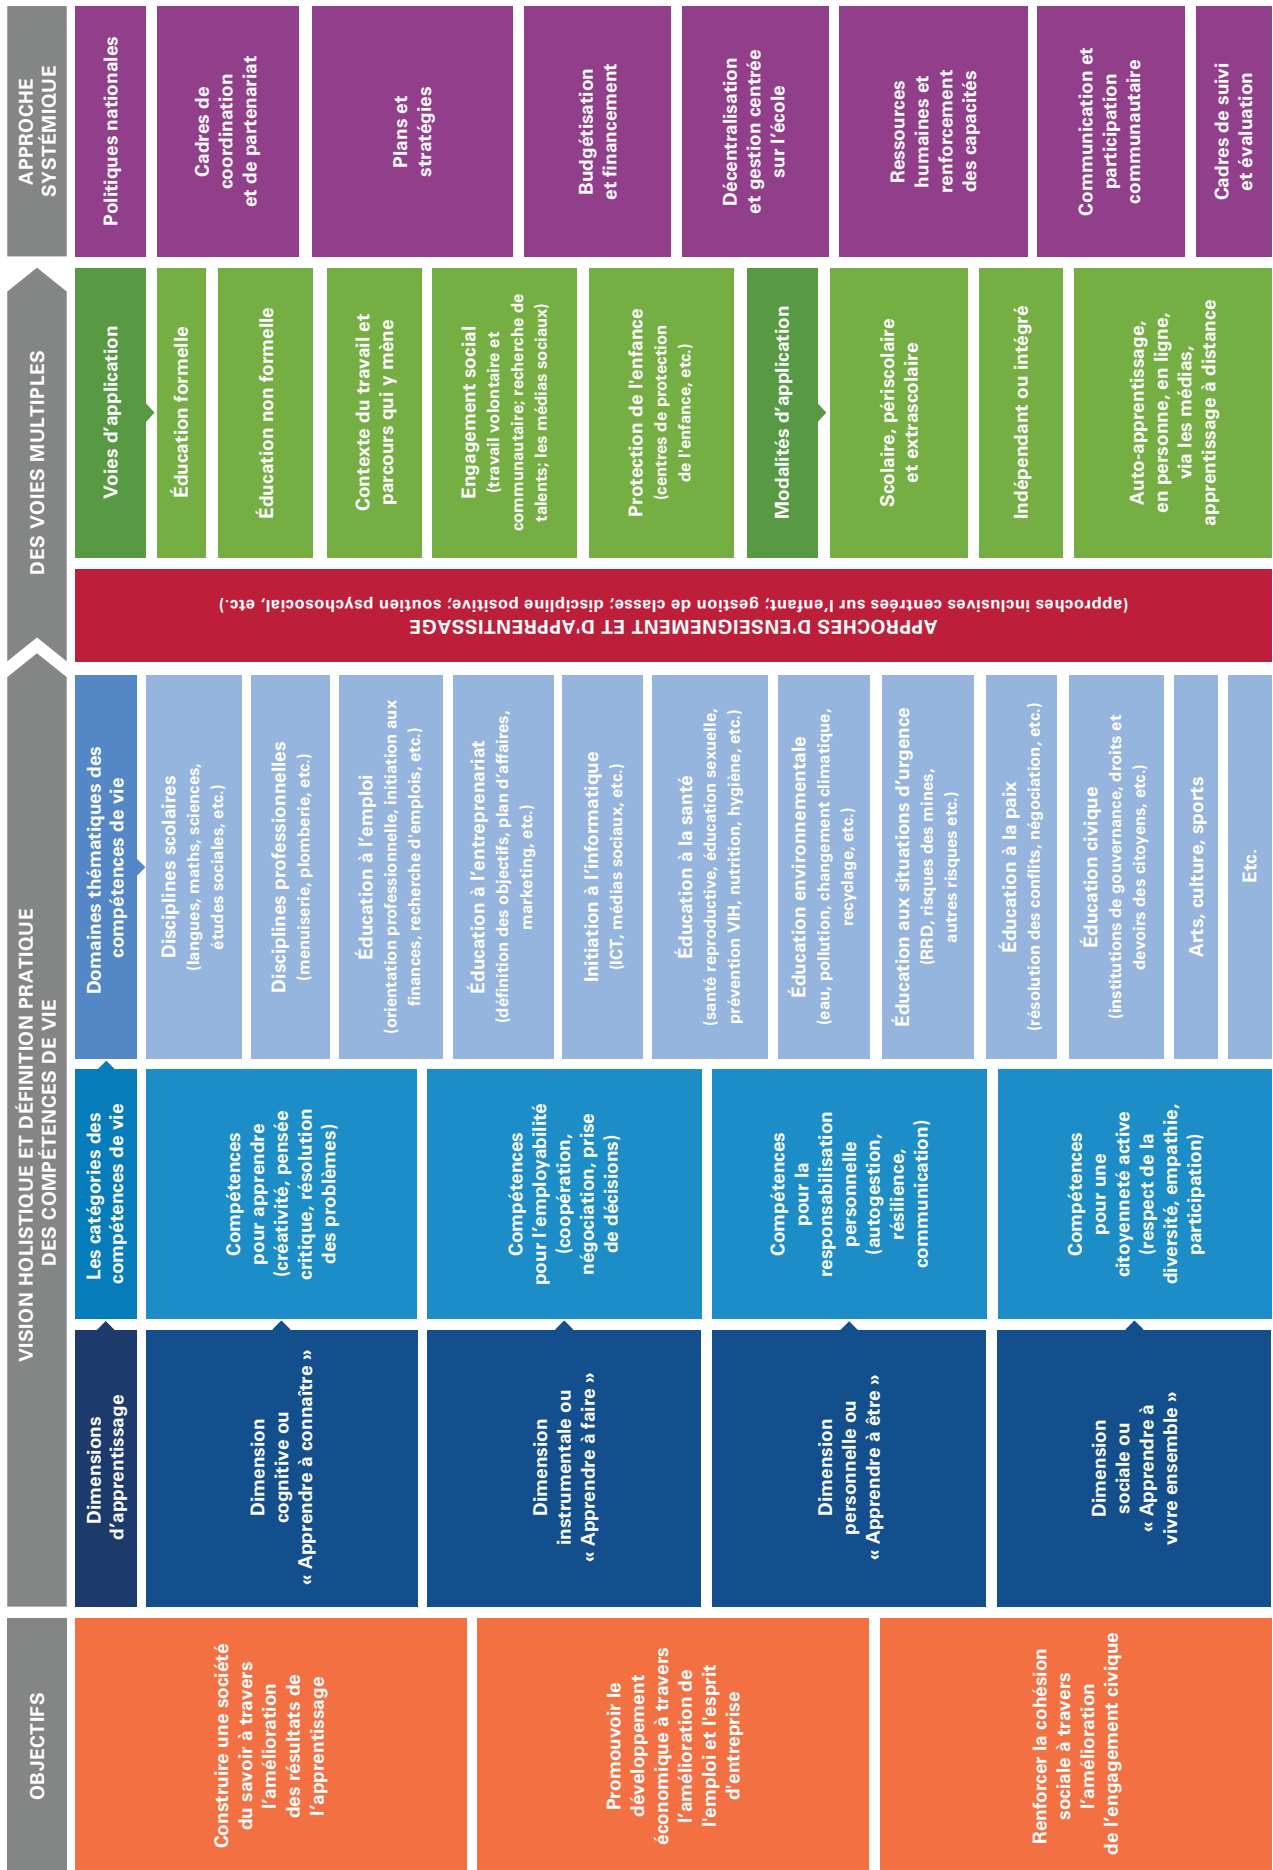 OBJECTIFS
VISION HOLISTIQUE ET DÉFINITION PRATIQUE
DES COMPÉTENCES DE VIE
DES VOIES MULTIPLES
APPROCHE
SYSTÉMIQUE
Construire une société
du savoir à travers
l'amélioration
des résultats de
l'apprentissage
Promouvoir le
développement
économique à travers
l'amélioration de
l'emploi et l'esprit
d'entreprise
Renforcer la cohésion
sociale à travers
l'amélioration
de l'engagement civique
Dimensions
d'apprentissage
Dimension
cognitive ou
« Apprendre à connaître »
Dimension
instrumentale ou
« Apprendre à faire »
Dimension
personnelle ou
« Apprendre à être »
Dimension
sociale ou
« Apprendre à
vivre ensemble »
Les catégories des
compétences de vie
Compétences
pour apprendre
(créativité, pensée
critique, résolution
des problèmes)
Compétences
pour l'employabilité
(coopération,
négociation, prise
de décisions)
Compétences
pour la
responsabilisation
personnelle
(autogestion,
résilience,
communication)
Compétences
pour une
citoyenneté active
(respect de la
diversité, empathie,
participation)
Domaines thématiques des
compétences de vie
Disciplines scolaires
(langues, maths, sciences,
études sociales, etc.)
Disciplines professionnelles
(menuiserie, plomberie, etc.)
Éducation à l'emploi
(orientation professionnelle, initiation aux
finances, recherche d'emplois, etc.)
Éducation à l'entreprenariat
(définition des objectifs, plan d'affaires,
marketing, etc.)
Initiation à l'informatique
(ICT, médias sociaux, etc.)
Éducation à la santé
(santé reproductive, éducation sexuelle,
prévention VIH, nutrition, hygiène, etc.)
Éducation environnementale
(eau, pollution, changement climatique,
recyclage, etc.)
Éducation aux situations d'urgence
(RRD, risques des mines,
autres risques etc.)
Éducation à la paix
(résolution des conflits, négociation, etc.)
Éducation civique
(institutions de gouvernance, droits et
devoirs des citoyens, etc.)
Arts, culture, sports
Etc.
APPROCHES D'ENSEIGNEMENT ET D'APPRENTISSAGE
(approches inclusives centrées sur l'enfant; gestion de classe; discipline positive; soutien psychosocial, etc.)
Voies d'application
Éducation formelle
Éducation non formelle
Contexte du travail et
parcours qui y mène
Engagement social
(travail volontaire et
communautaire; recherche de
talents; les médias sociaux)
Protection de l'enfance
(centres de protection
de l'enfance, etc.)
Modalités d'application
Scolaire, périscolaire
et extrascolaire
Indépendant ou intégré
Auto-apprentissage,
en personne, en ligne,
via les médias,
apprentissage à distance
Politiques nationales
Cadres de
coordination
et de partenariat
Plans et
stratégies
Budgétisation
et financement
Décentralisation
et gestion centrée
sur l'école
Ressources
humaines et
renforcement
des capacités
Communication et
participation
communautaire
Cadres de suivi
et évaluation